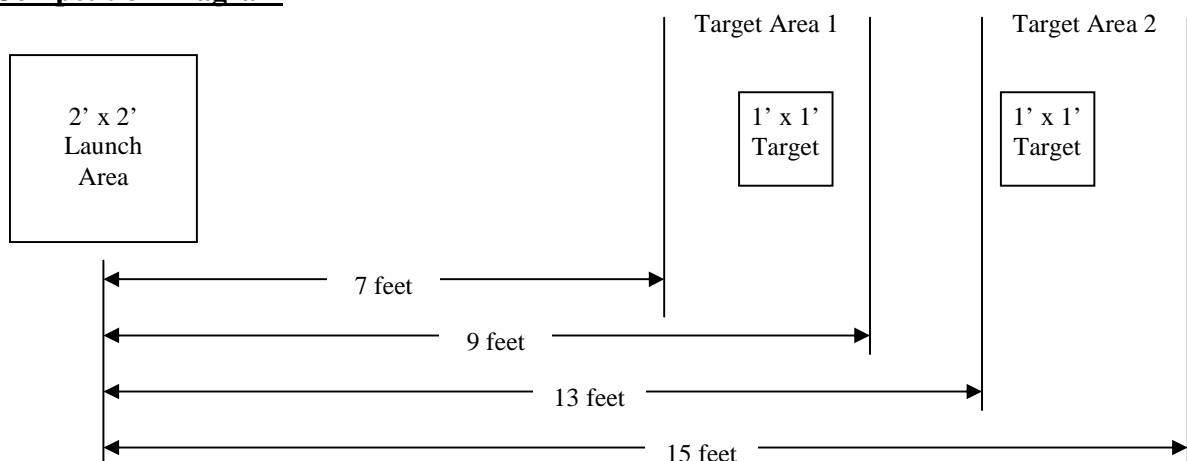 Target Area 1
Target Area 2
2’ x 2’
Launch
Area
1’ x 1’
Target
1’ x 1’
Target
7 feet
9 feet
13 feet
15 feet